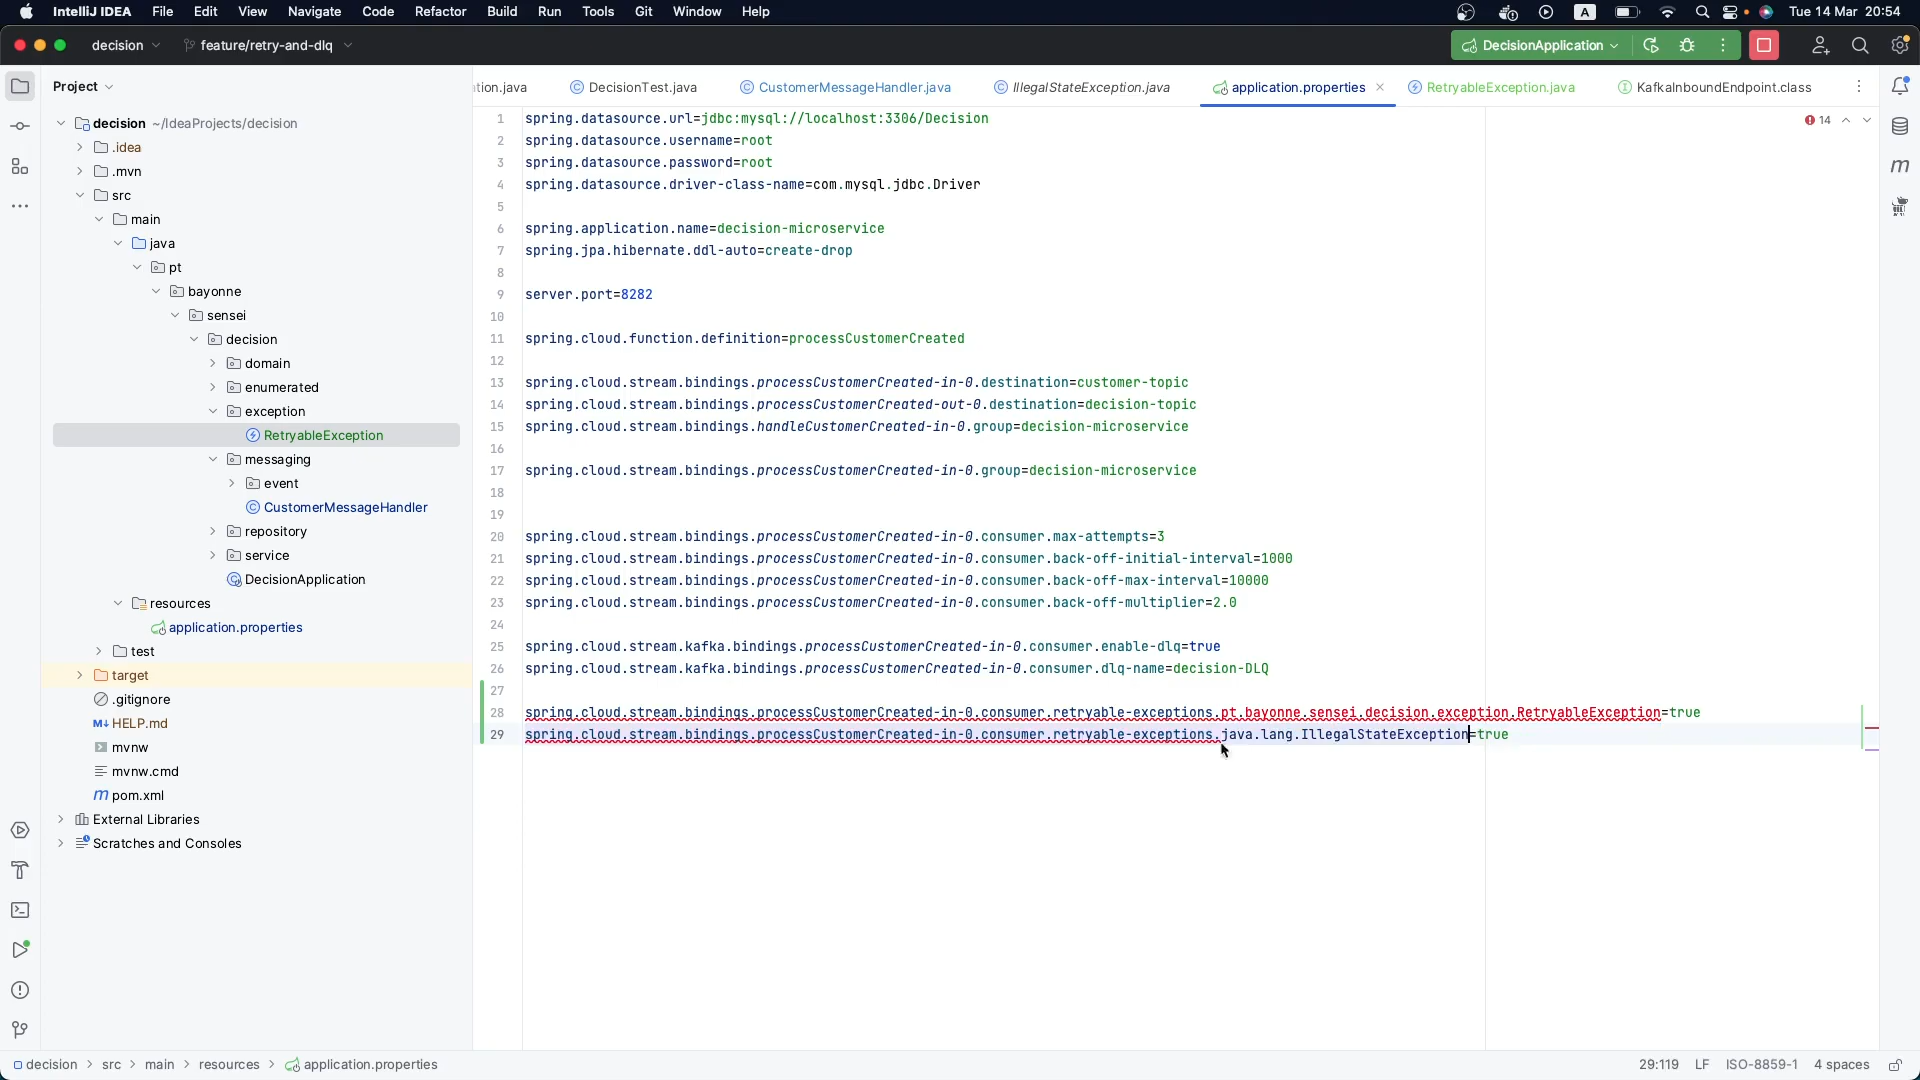 IntelliJ IDEA File Edit View Navigate Code Refactor Build Run Tools Git Window Help A Tue 14 Mar 20:54
decision feature/retry-and-dlq DecisionApplication
Project
tion.java DecisionTest.java CustomerMessageHandler.java IllegalStateException.java application.properties RetryableException.java KafkaInboundEndpoint.class
decision ~/IdeaProjects/decision
.idea
.mvn
src
main
java
pt
bayonne
sensei
decision
domain
enumerated
exception
RetryableException
messaging
event
CustomerMessageHandler
repository
service
DecisionApplication
resources
application.properties
test
target
.gitignore
HELP.md
mvnw
mvnw.cmd
pom.xml
External Libraries
Scratches and Consoles
14
1 spring.datasource.url=jdbc:mysql://localhost:3306/Decision
2 spring.datasource.username=root
3 spring.datasource.password=root
4 spring.datasource.driver-class-name=com.mysql.jdbc.Driver
5
6 spring.application.name=decision-microservice
7 spring.jpa.hibernate.ddl-auto=create-drop
8
9 server.port=8282
10
11 spring.cloud.function.definition=processCustomerCreated
12
13 spring.cloud.stream.bindings.processCustomerCreated-in-0.destination=customer-topic
14 spring.cloud.stream.bindings.processCustomerCreated-out-0.destination=decision-topic
15 spring.cloud.stream.bindings.handleCustomerCreated-in-0.group=decision-microservice
16
17 spring.cloud.stream.bindings.processCustomerCreated-in-0.group=decision-microservice
18
19
20 spring.cloud.stream.bindings.processCustomerCreated-in-0.consumer.max-attempts=3
21 spring.cloud.stream.bindings.processCustomerCreated-in-0.consumer.back-off-initial-interval=1000
22 spring.cloud.stream.bindings.processCustomerCreated-in-0.consumer.back-off-max-interval=10000
23 spring.cloud.stream.bindings.processCustomerCreated-in-0.consumer.back-off-multiplier=2.0
24
25 spring.cloud.stream.kafka.bindings.processCustomerCreated-in-0.consumer.enable-dlq=true
26 spring.cloud.stream.kafka.bindings.processCustomerCreated-in-0.consumer.dlq-name=decision-DLQ
27
28 spring.cloud.stream.bindings.processCustomerCreated-in-0.consumer.retryable-exceptions.pt.bayonne.sensei.decision.exception.RetryableException=true
29 spring.cloud.stream.bindings.processCustomerCreated-in-0.consumer.retryable-exceptions.java.lang.IllegalStateException=true
decision > src > main > resources > application.properties 29:119 LF ISO-8859-1 4 spaces